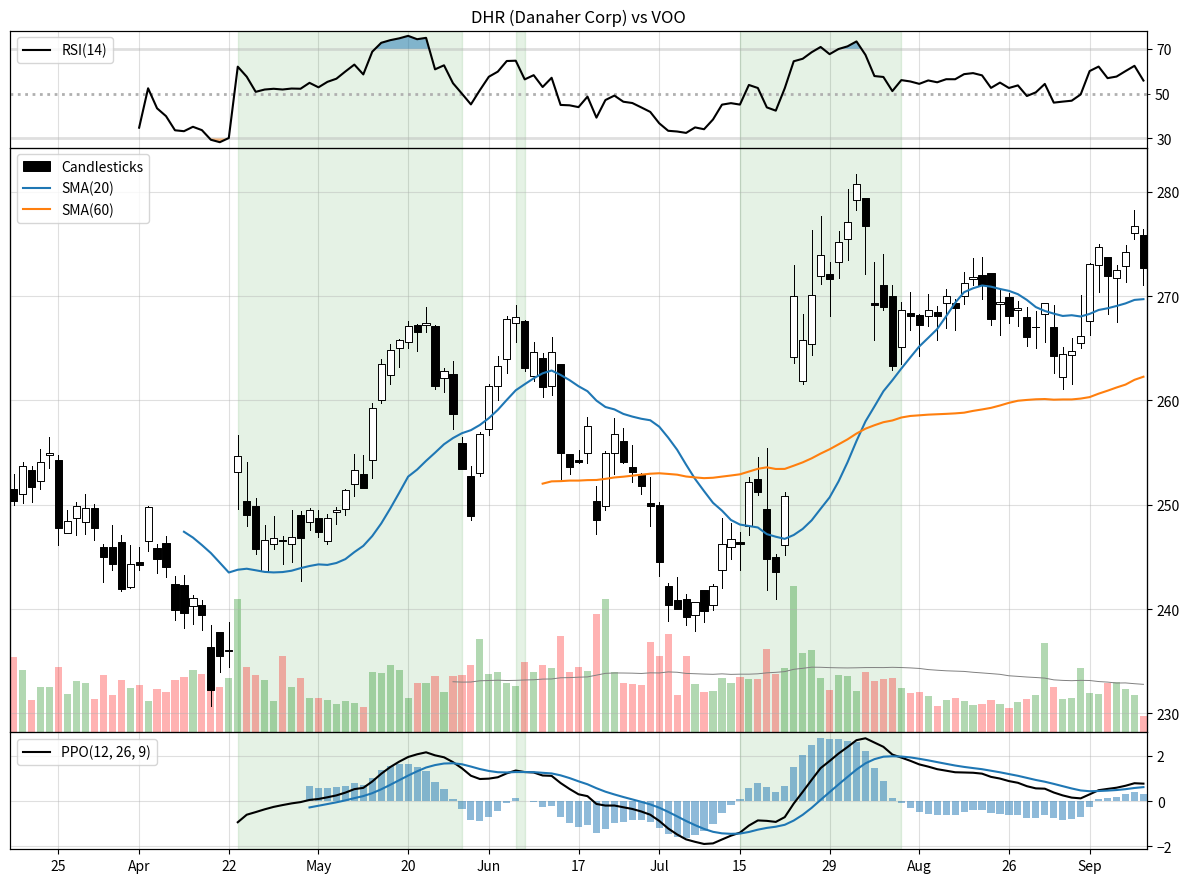 DHR (Danaher Corp) vs VOO
RSI(14)
70
50
30
Candlesticks
SMA(20)
SMA(60)
280
270
260
250
240
230
PPO(12, 26, 9)
2
0
−2
25 Apr 22 May 20 Jun 17 Jul 15 29 Aug 26 Sep